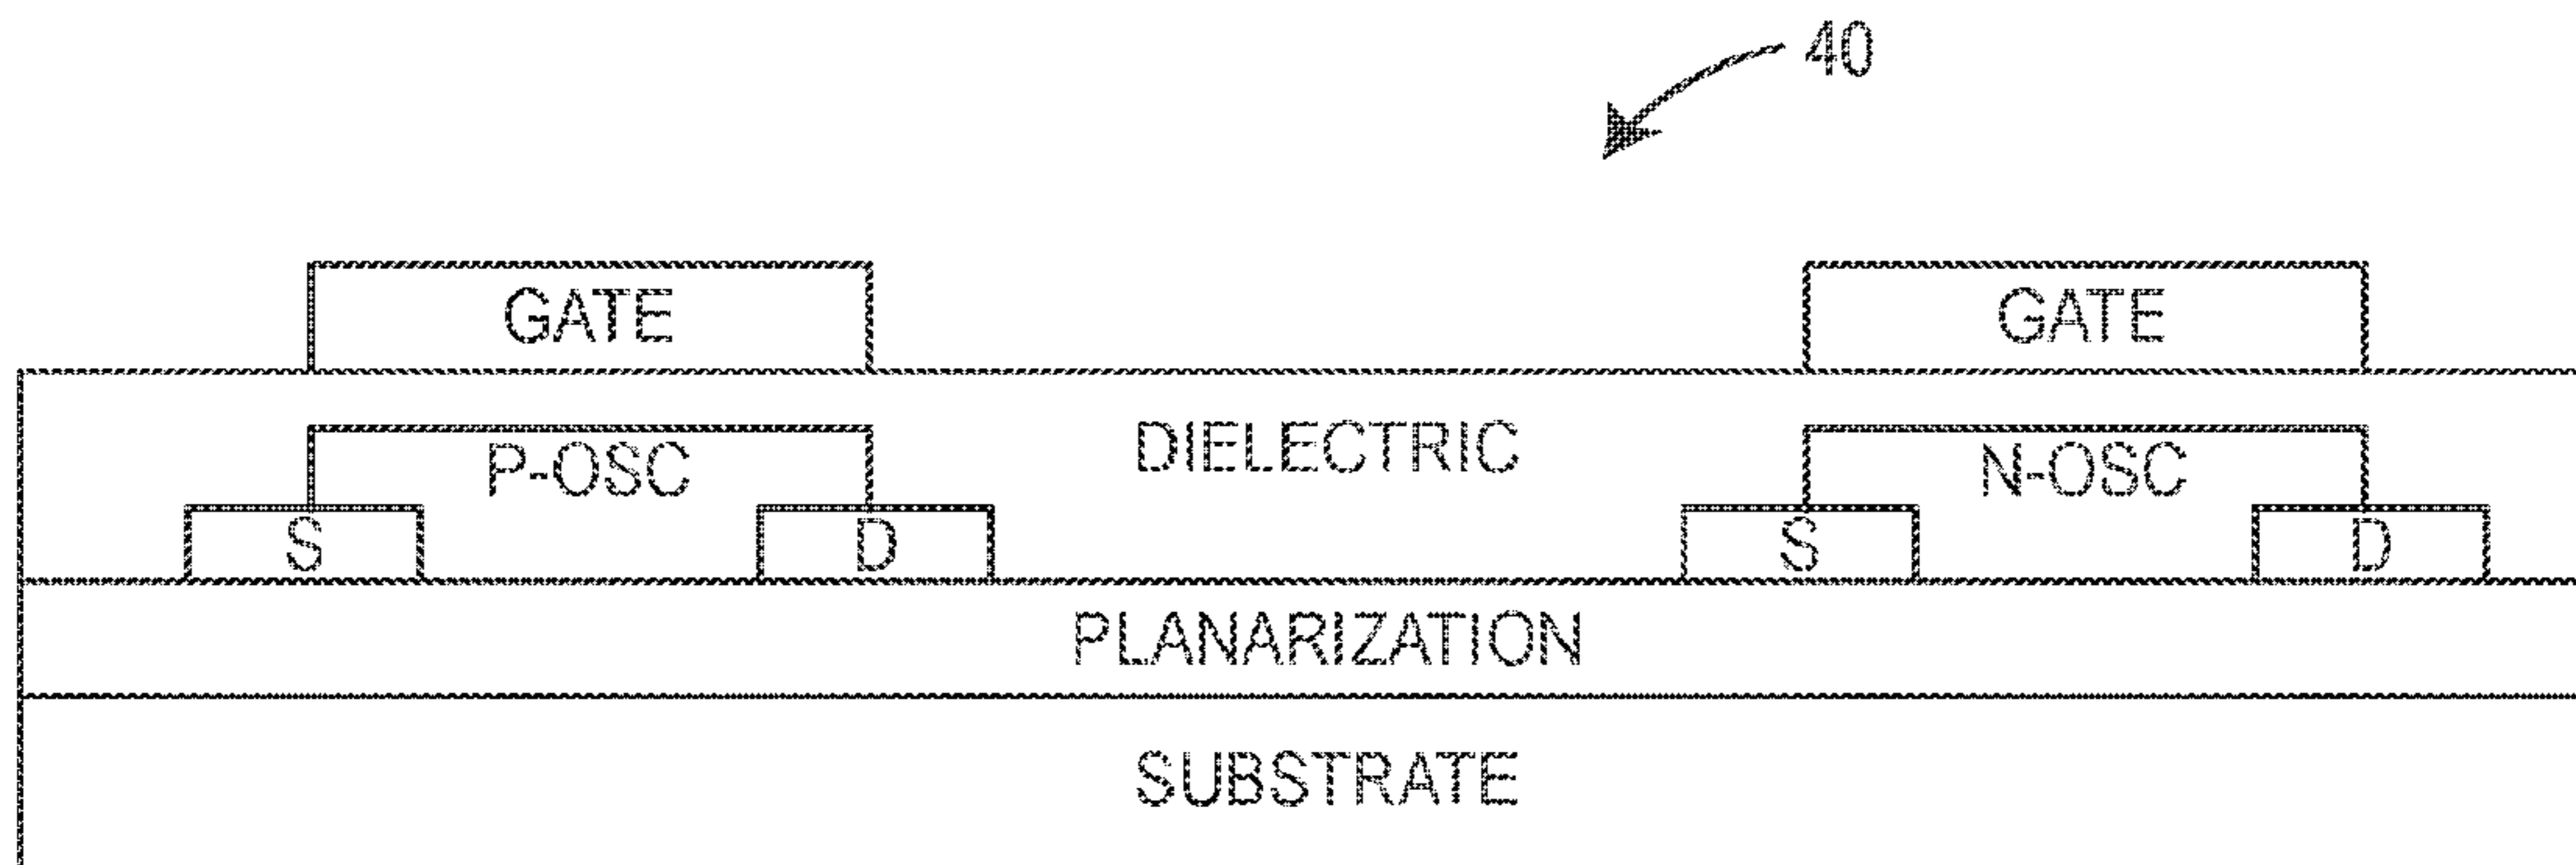 40
GATE GATE
P-OSC DIELECTRIC N-OSC
S D S D
PLANARIZATION
SUBSTRATE